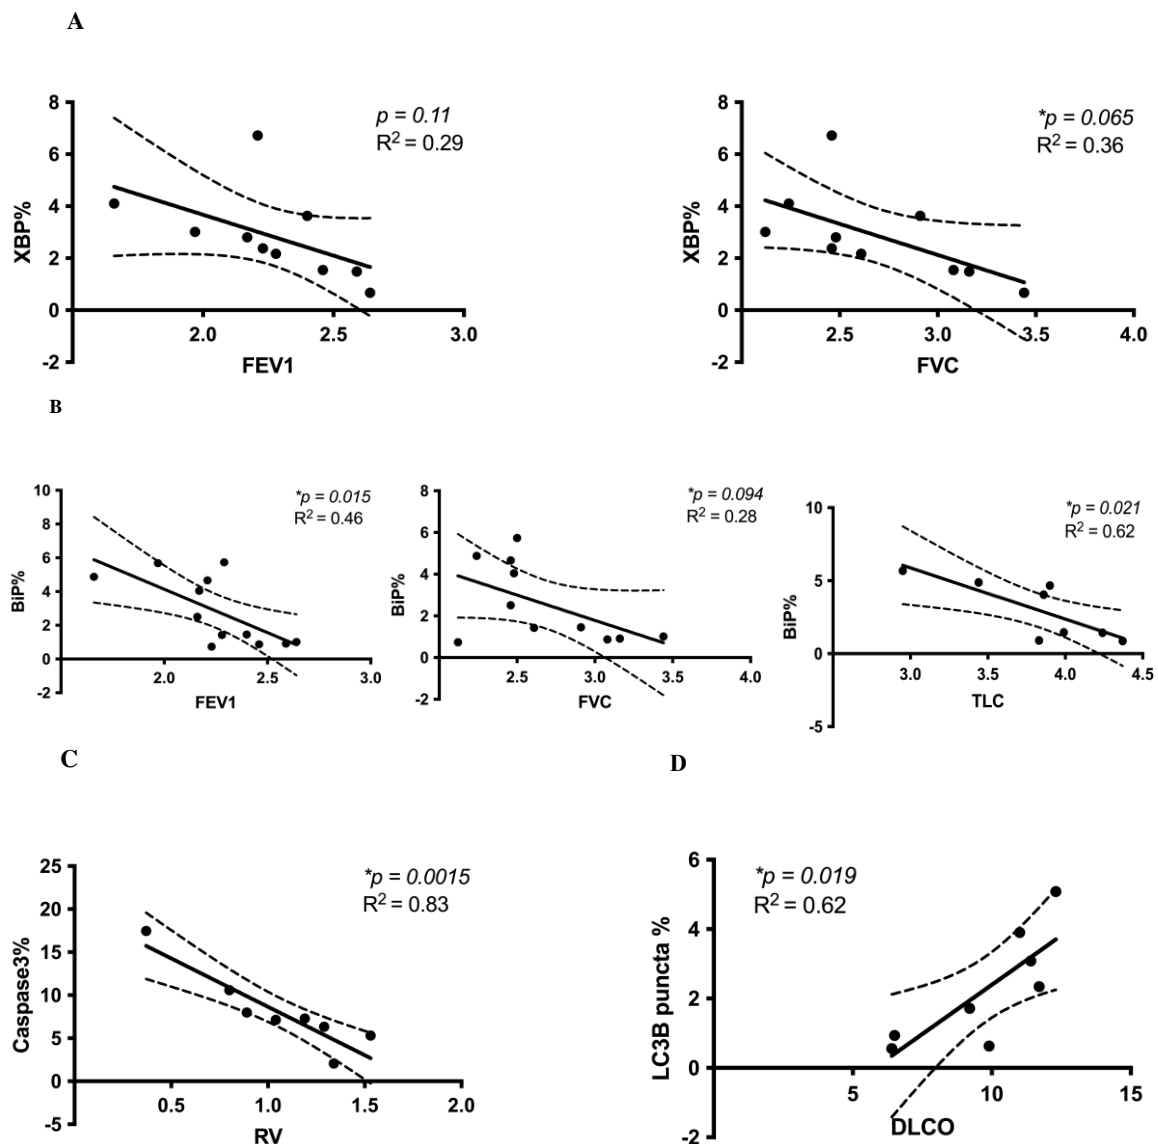 A
p = 0.11
R² = 0.29
8
6
4
2
0
-2
XBP%
2.0
2.5
3.0
FEV1
*p = 0.065
R² = 0.36
8
6
4
2
0
-2
XBP%
2.5
3.0
3.5
4.0
FVC
B
*p = 0.015
R² = 0.46
10
8
6
4
2
0
-2
BiP%
2.0
2.5
3.0
FEV1
*p = 0.094
R² = 0.28
8
6
4
2
0
-2
BiP%
2.5
3.0
3.5
4.0
FVC
*p = 0.021
R² = 0.62
10
5
0
-5
BiP%
3.0
3.5
4.0
4.5
TLC
C
*p = 0.0015
R² = 0.83
25
20
15
10
5
0
-5
Caspase3%
0.5
1.0
1.5
2.0
RV
D
*p = 0.019
R² = 0.62
6
4
2
0
-2
LC3B puncta %
5
10
15
DLCO